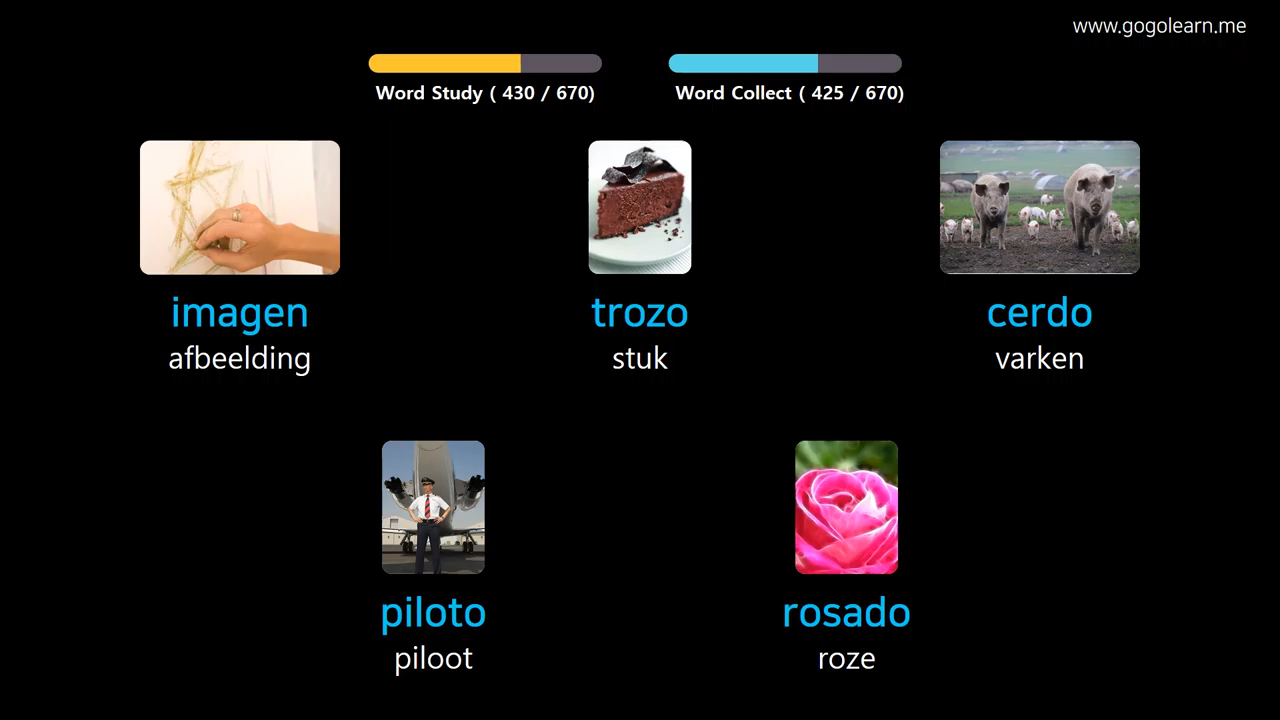 www.gogolearn.me
Word Study ( 430 / 670)
Word Collect ( 425 / 670)
imagen
afbeelding
trozo
stuk
cerdo
varken
piloto
piloot
rosado
roze